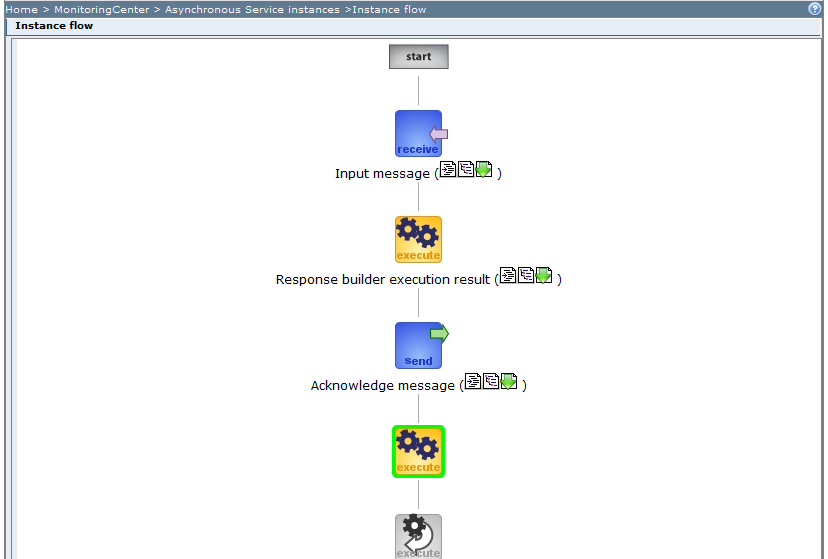 Home > MonitoringCenter > Asynchronous Service instances >Instance flow
Instance flow
start
receive
Input message ( )
execute
Response builder execution result ( )
send
Acknowledge message ( )
execute
execute